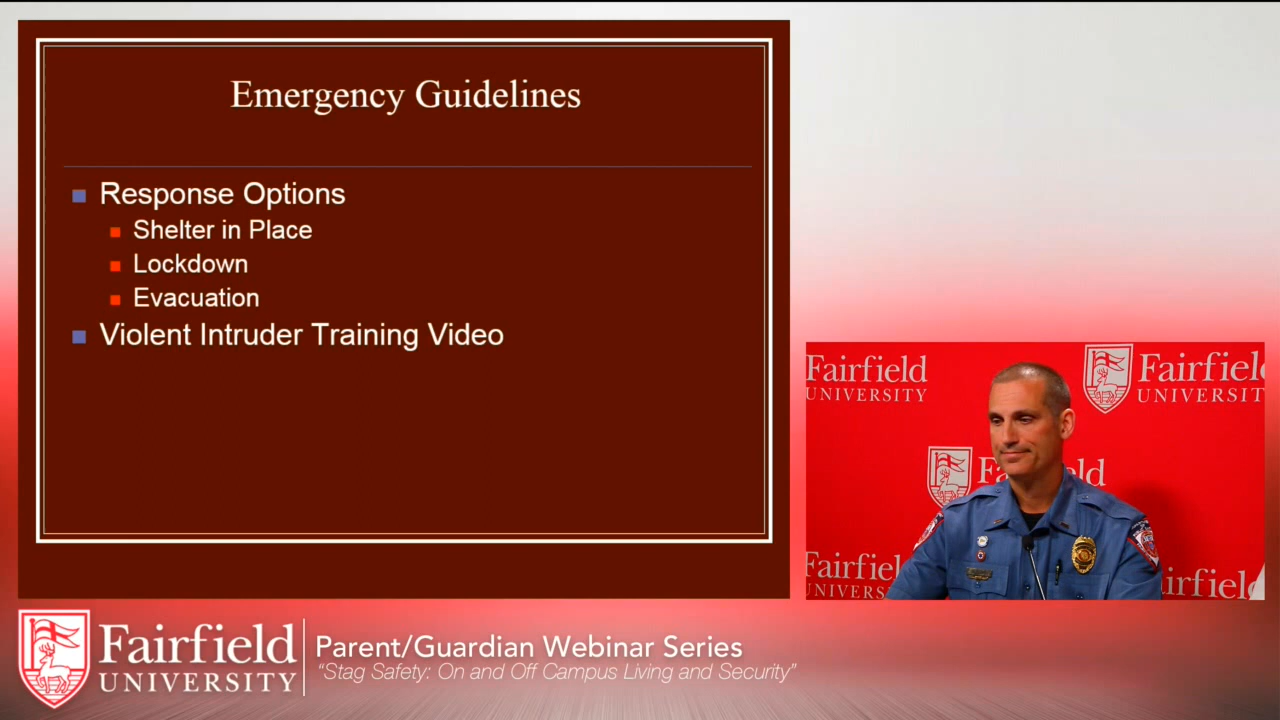 Emergency Guidelines
Response Options
Shelter in Place
Lockdown
Evacuation
Violent Intruder Training Video
Fairfield
UNIVERSITY
Fairfield
UNIVERSIT
Fairfield
UNIVERSITY
Parent/Guardian Webinar Series
“Stag Safety: On and Off Campus Living and Security”